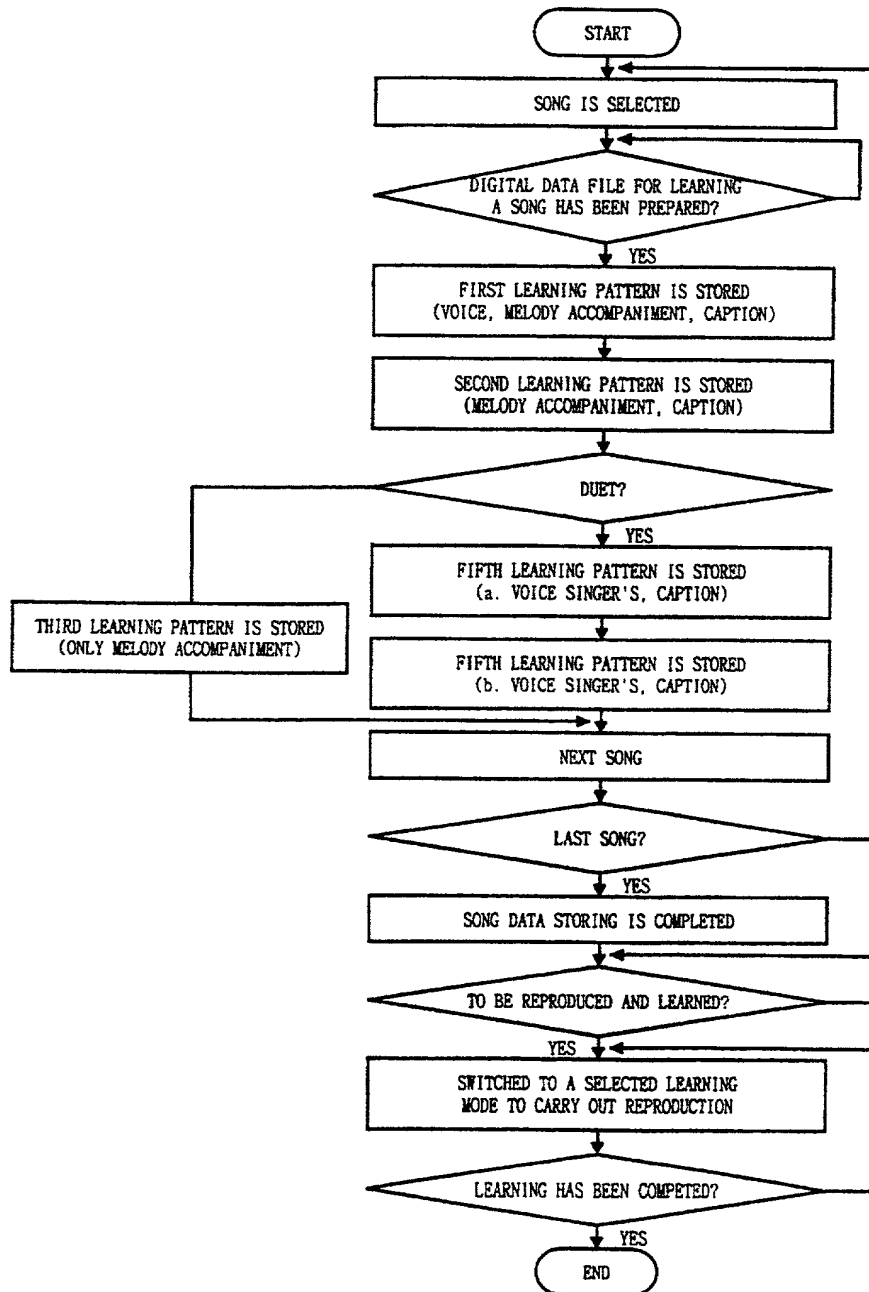 START
SONG IS SELECTED
DIGITAL DATA FILE FOR LEARNING
A SONG HAS BEEN PREPARED?
YES
FIRST LEARNING PATTERN IS STORED
(VOICE, MELODY ACCOMPANIMENT, CAPTION)
SECOND LEARNING PATTERN IS STORED
(MELODY ACCOMPANIMENT, CAPTION)
DUET?
YES
FIFTH LEARNING PATTERN IS STORED
(a. VOICE SINGER'S, CAPTION)
THIRD LEARNING PATTERN IS STORED
(ONLY MELODY ACCOMPANIMENT)
FIFTH LEARNING PATTERN IS STORED
(b. VOICE SINGER'S, CAPTION)
NEXT SONG
LAST SONG?
YES
SONG DATA STORING IS COMPLETED
TO BE REPRODUCED AND LEARNED?
YES
SWITCHED TO A SELECTED LEARNING
MODE TO CARRY OUT REPRODUCTION
LEARNING HAS BEEN COMPETED?
YES
END